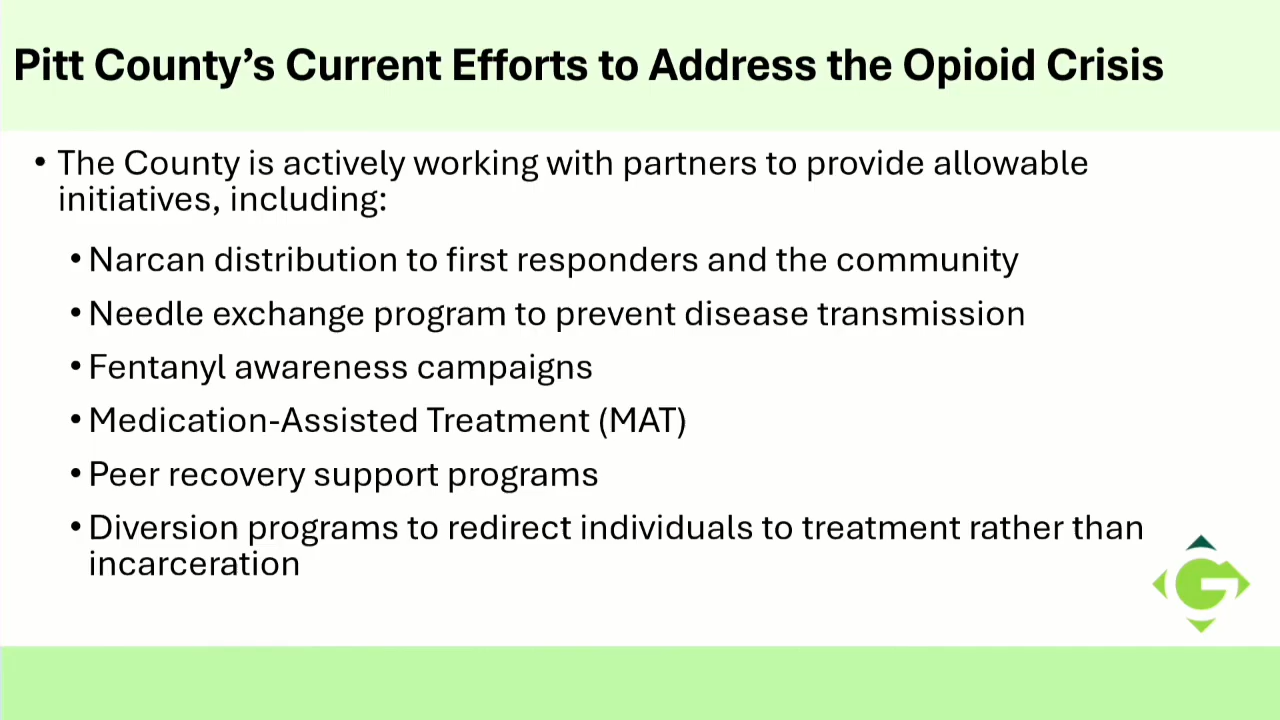 Pitt County’s Current Efforts to Address the Opioid Crisis
• The County is actively working with partners to provide allowable
initiatives, including:
• Narcan distribution to first responders and the community
• Needle exchange program to prevent disease transmission
• Fentanyl awareness campaigns
• Medication-Assisted Treatment (MAT)
• Peer recovery support programs
• Diversion programs to redirect individuals to treatment rather than
incarceration
G